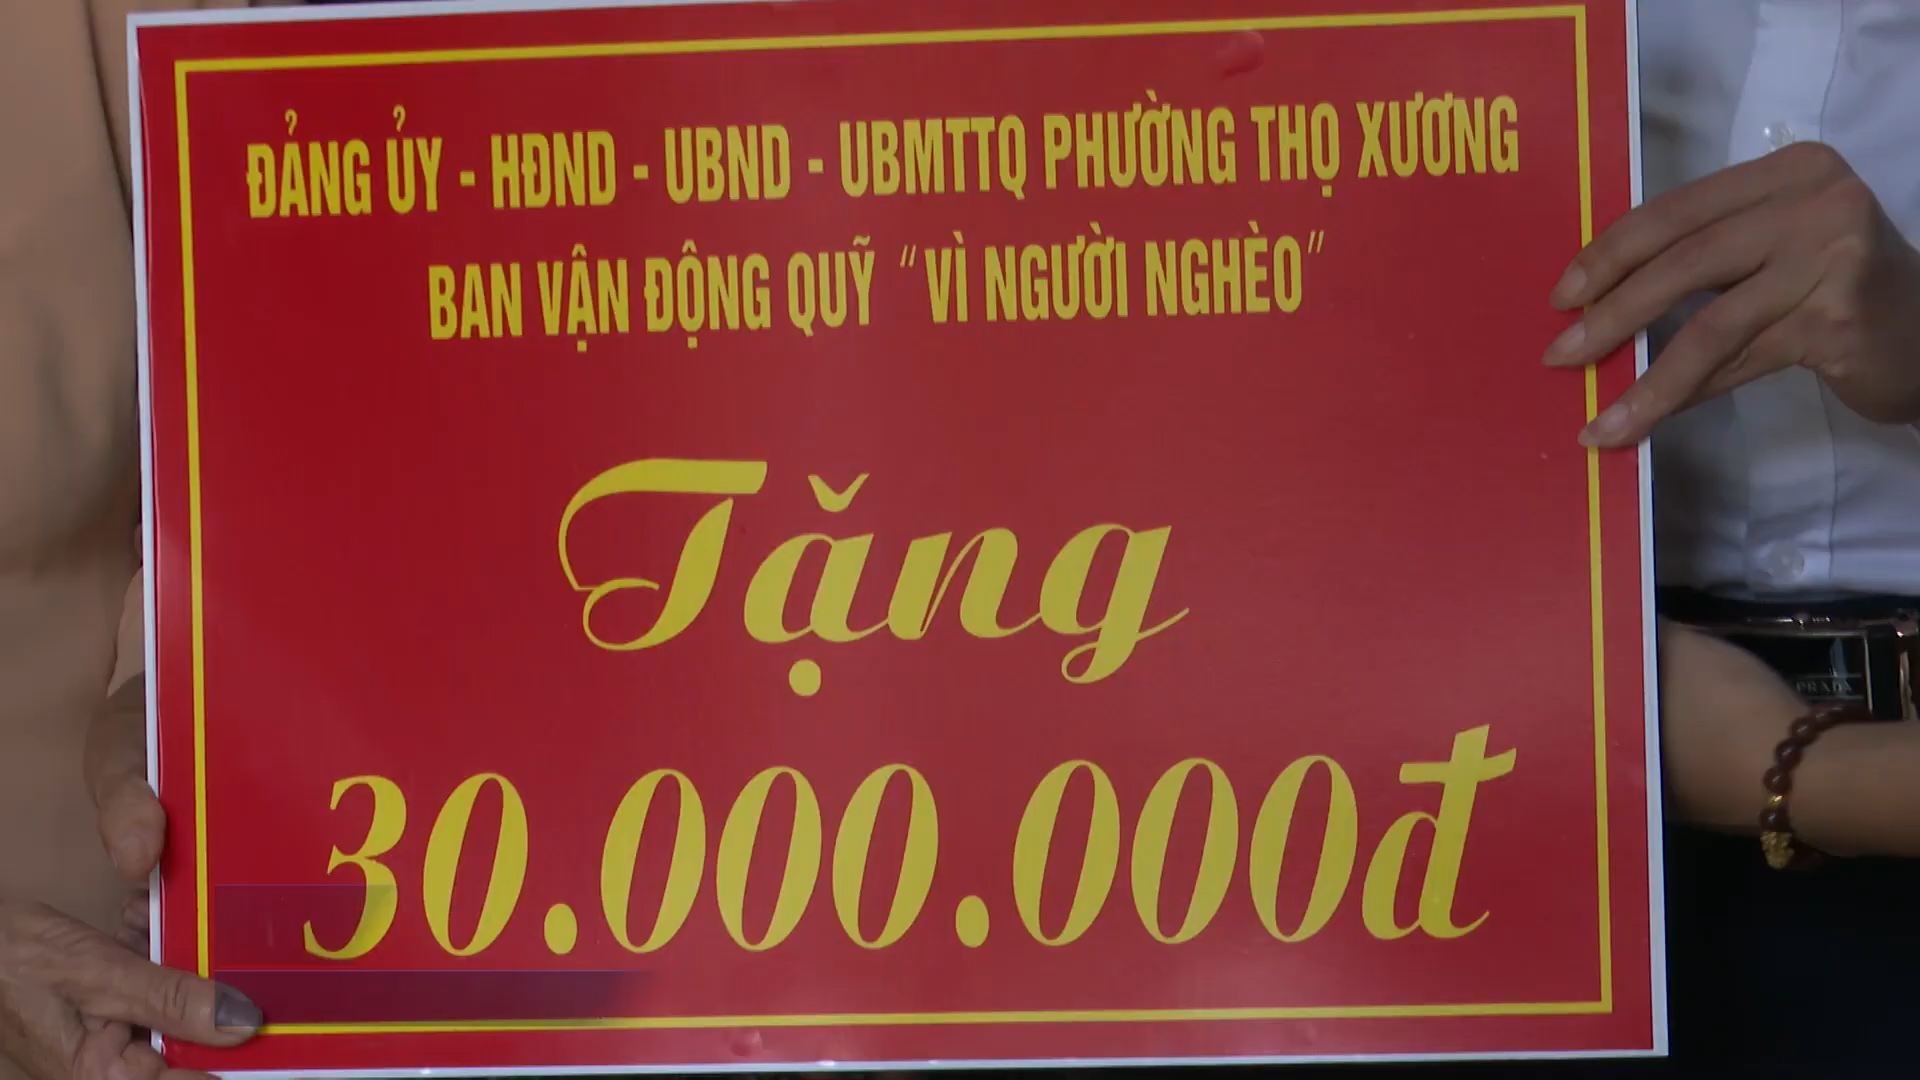 ĐẢNG ỦY - HĐND - UBND - UBMTTQ PHƯỜNG THỌ XƯƠNG
BAN VẬN ĐỘNG QUỸ "VÌ NGƯỜI NGHÈO"
Tặng
30.000.000đ
PRADA